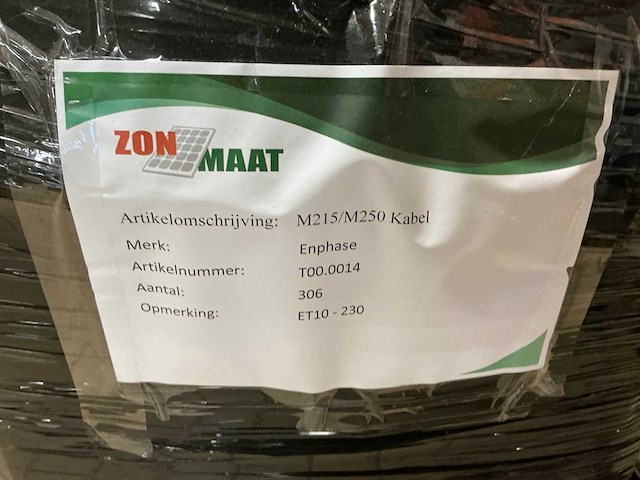 ZON MAAT
Artikelomschrijving: M215/M250 Kabel
Merk: Enphase
Artikelnummer: T00.0014
Aantal: 306
Opmerking: ET10 - 230